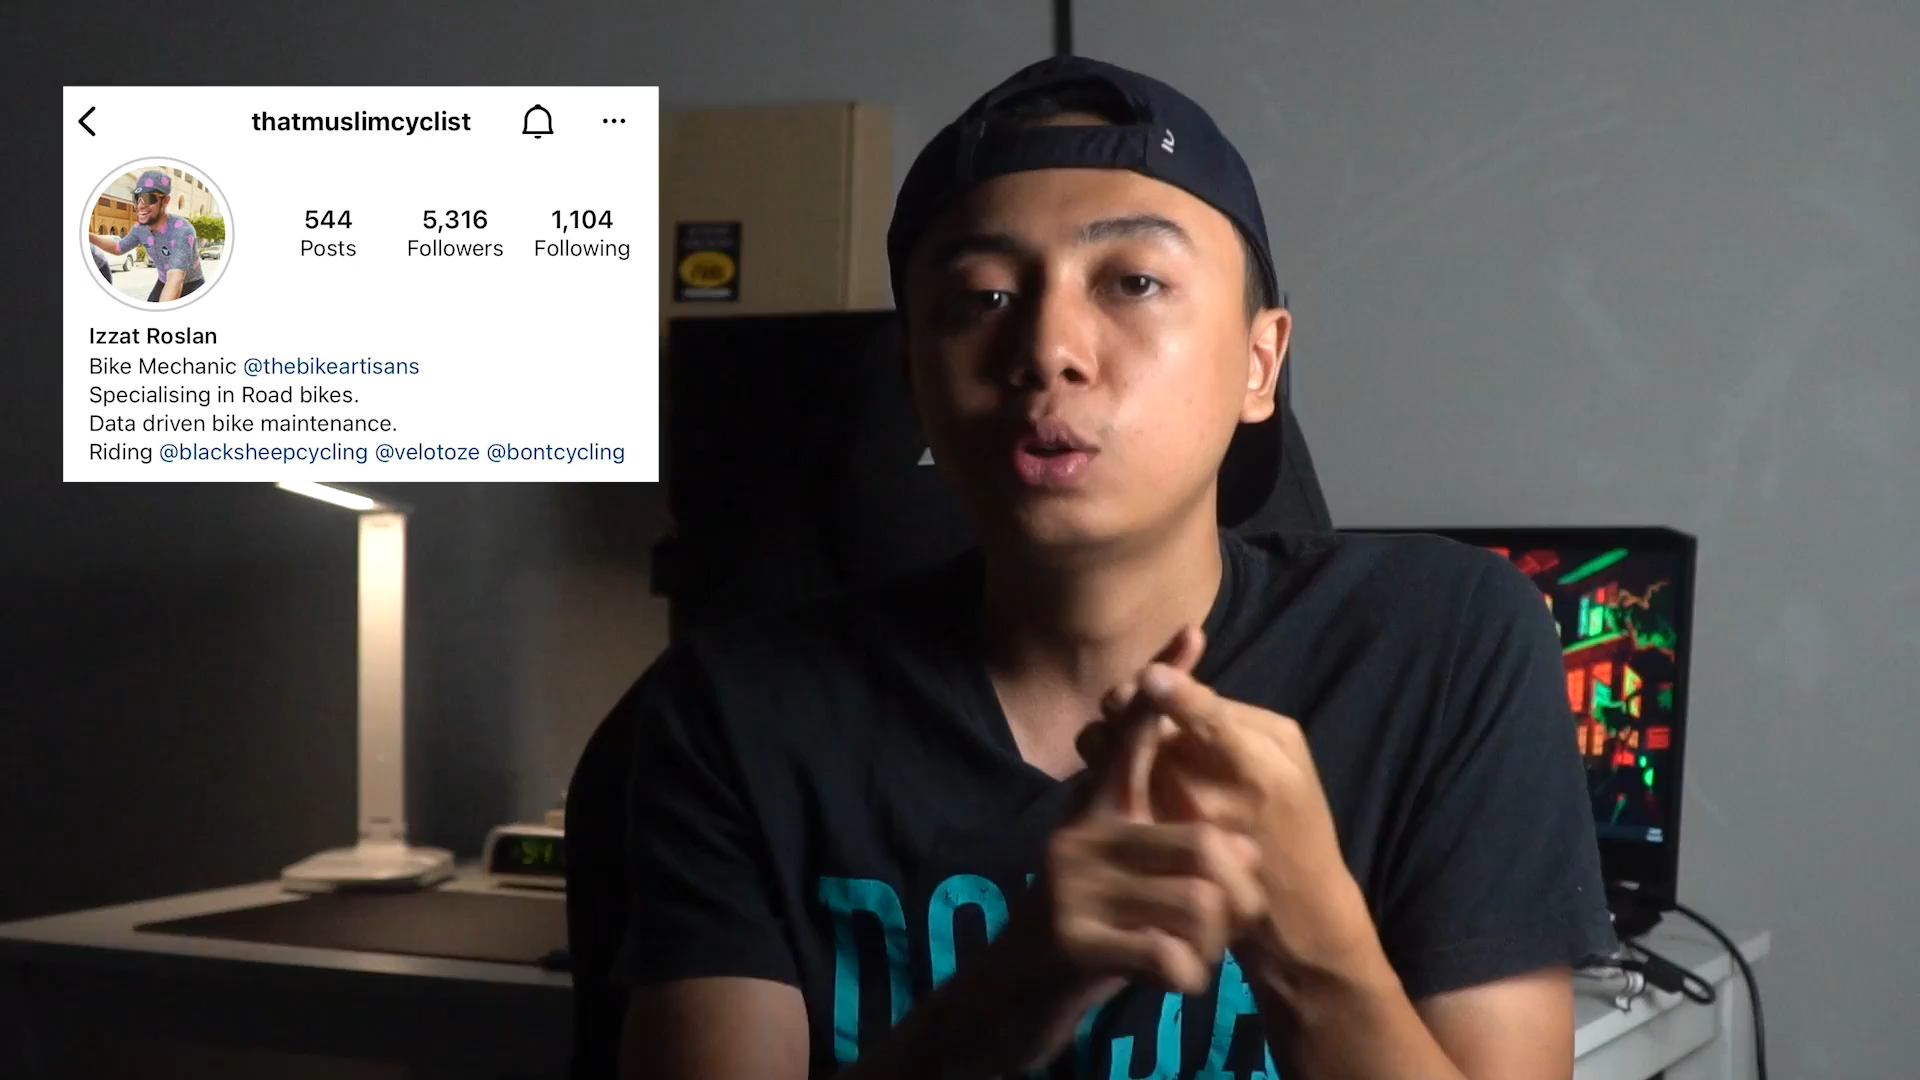 thatmuslimcyclist
544
Posts
5,316
Followers
1,104
Following
Izzat Roslan
Bike Mechanic @thebikeartisans
Specialising in Road bikes.
Data driven bike maintenance.
Riding @blacksheepcycling @velotoze @bontcycling